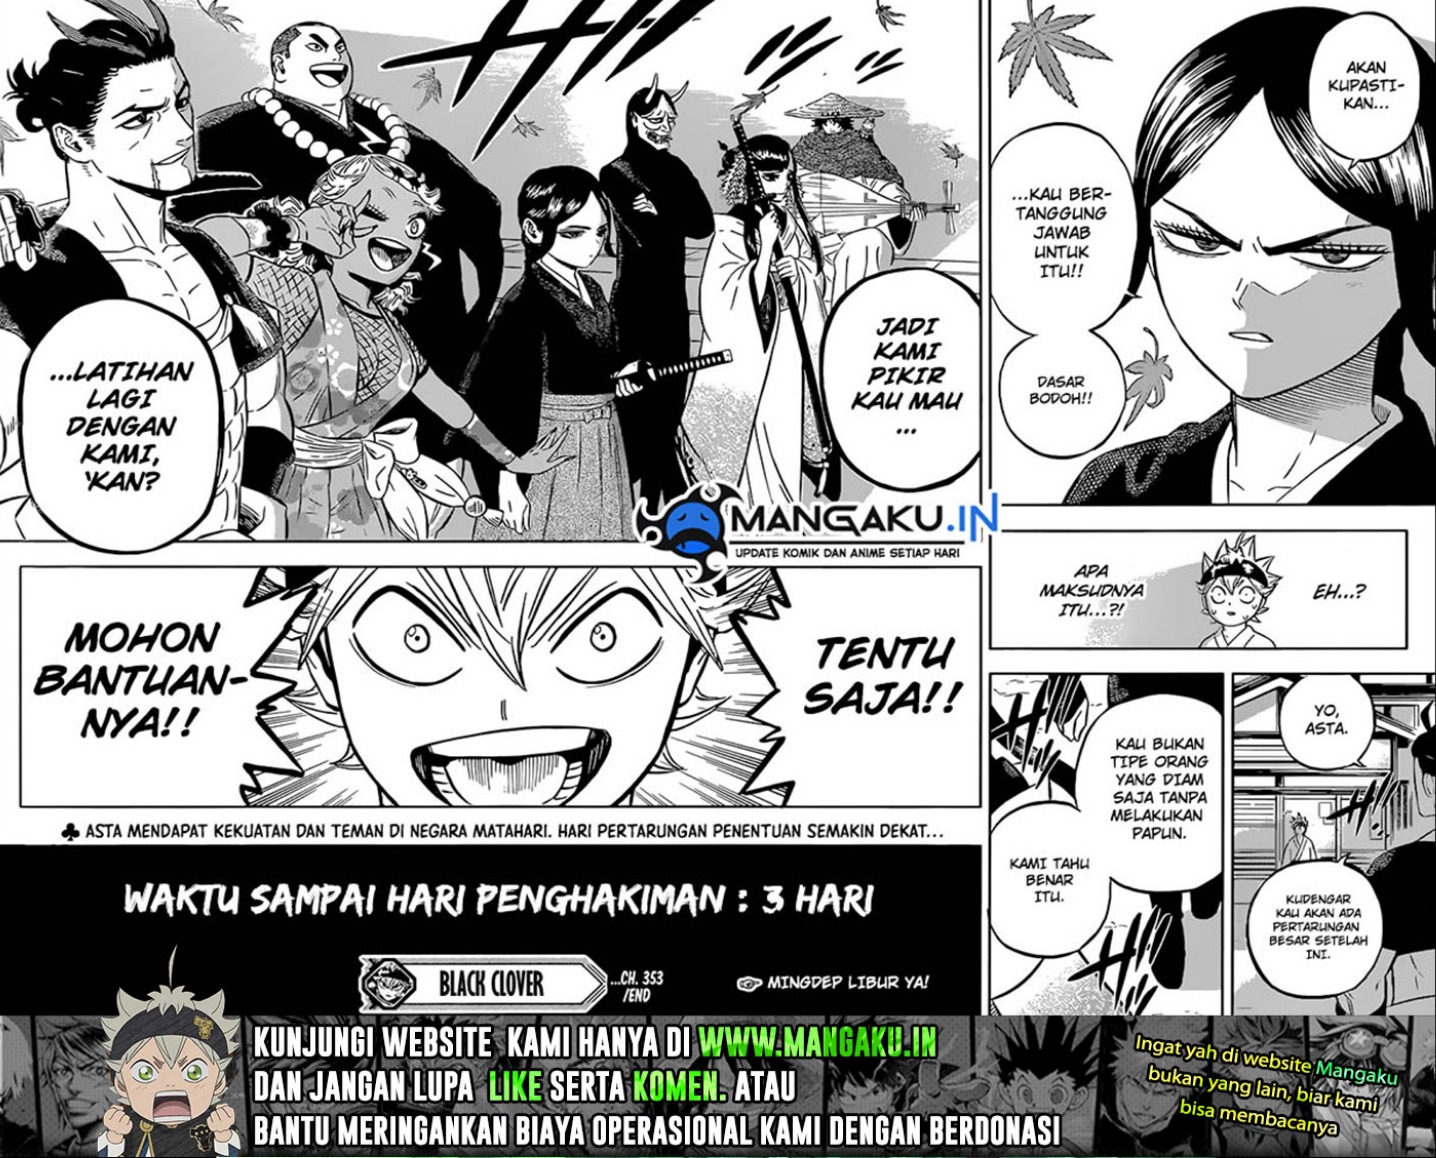 AKAN
KUPASTI-
KAN...
...KAU BER-
TANGGUNG
JAWAB
UNTUK
ITU!!
DASAR
BODOH!!
EH...?
APA
MAKSUDNYA
ITU...?!
YO,
ASTA.
KUDENGAR
KAU AKAN ADA
PERTARUNGAN
BESAR SETELAH
INI.
KAU BUKAN
TIPE ORANG
YANG DIAM
SAJA TANPA
MELAKUKAN
PAPUN.
KAMI TAHU
BENAR
ITU.
JADI
KAMI
PIKIR
KAU MAU
...
...LATIHAN
LAGI
DENGAN
KAMI,
'KAN?
MANGAKU.IN
UPDATE KOMIK DAN ANIME SETIAP HARI
TENTU
SAJA!!
MOHON
BANTUAN-
NYA!!
♣ ASTA MENDAPAT KEKUATAN DAN TEMAN DI NEGARA MATAHARI. HARI PERTARUNGAN PENENTUAN SEMAKIN DEKAT...
WAKTU SAMPAI HARI PENGHAKIMAN : 3 HARI
BLACK CLOVER
...CH. 353
/END
MINGDEP LIBUR YA!
KUNJUNGI WEBSITE KAMI HANYA DI WWW.MANGAKU.IN
DAN JANGAN LUPA LIKE SERTA KOMEN. ATAU
BANTU MERINGANKAN BIAYA OPERASIONAL KAMI DENGAN BERDONASI
Ingat yah di website Mangaku
bukan yang lain, biar kami
bisa membacanya